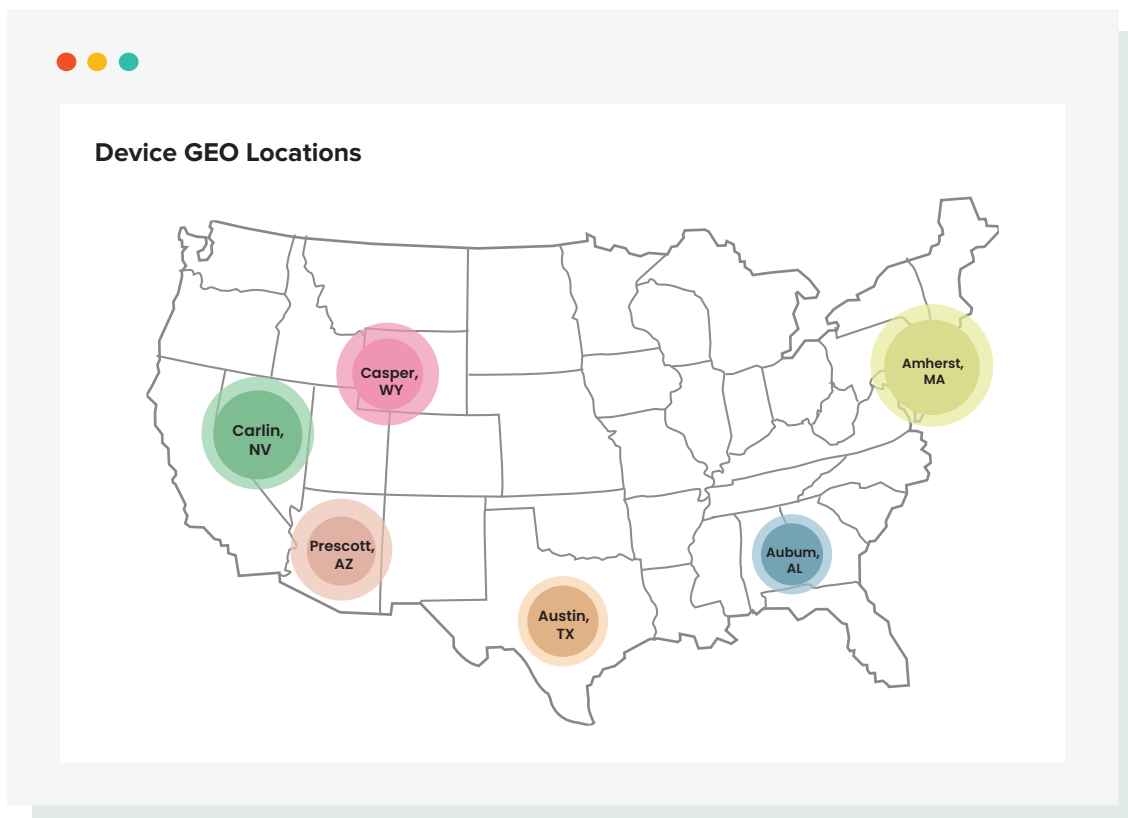 Device GEO Locations
Amherst,
MA
Casper,
WY
Carlin,
NV
Prescott,
AZ
Aubum,
AL
Austin,
TX